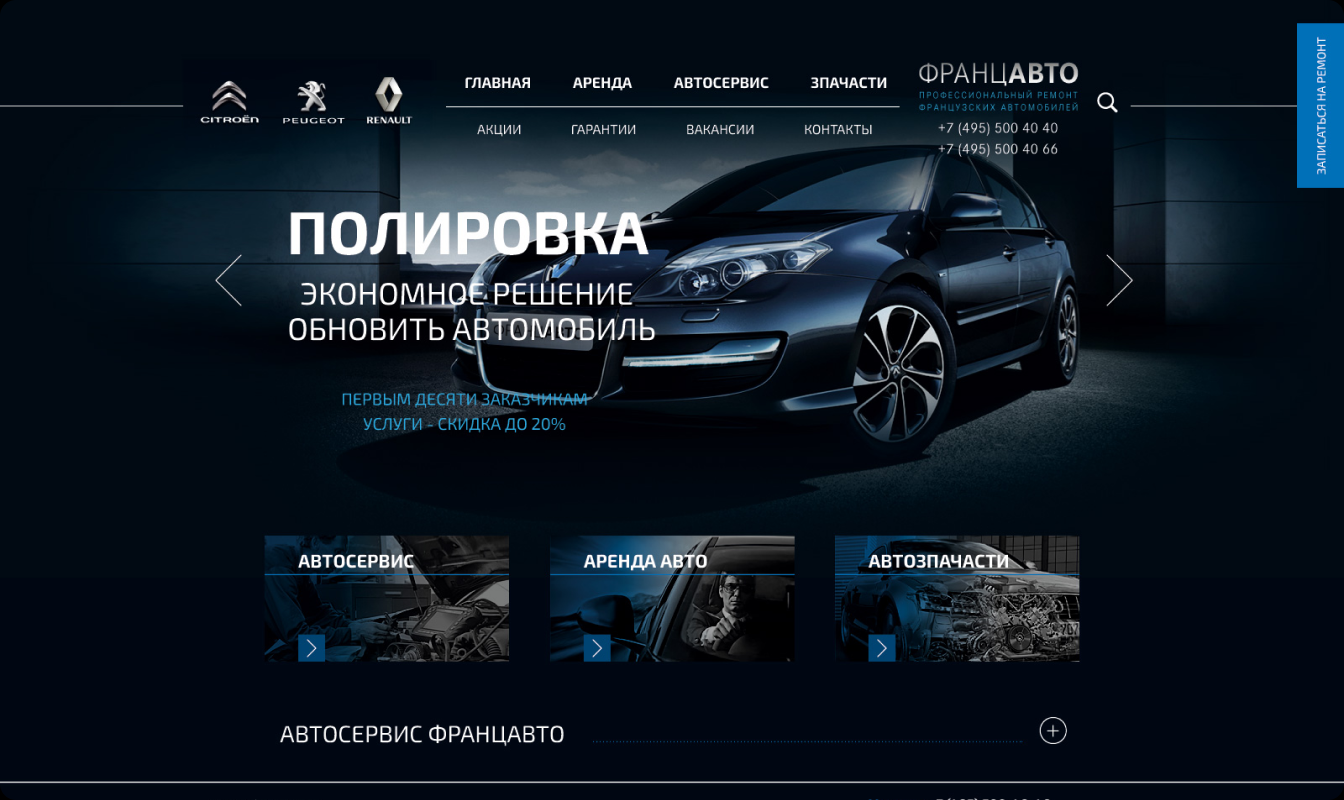 CITROËN
PEUGEOT
RENAULT
ГЛАВНАЯ АРЕНДА АВТОСЕРВИС ЗПАЧАСТИ
АКЦИИ ГАРАНТИИ ВАКАНСИИ КОНТАКТЫ
ФРАНЦАВТО
ПРОФЕССИОНАЛЬНЫЙ РЕМОНТ
ФРАНЦУЗСКИХ АВТОМОБИЛЕЙ
+7 (495) 500 40 40
+7 (495) 500 40 66
ЗАПИСАТЬСЯ НА РЕМОНТ
ПОЛИРОВКА
ЭКОНОМНОЕ РЕШЕНИЕ
ОБНОВИТЬ АВТОМОБИЛЬ
ПЕРВЫМ ДЕСЯТИ ЗАКАЗЧИКАМ
УСЛУГИ - СКИДКА ДО 20%
АВТОСЕРВИС
АРЕНДА АВТО
АВТОЗПАЧАСТИ
АВТОСЕРВИС ФРАНЦАВТО